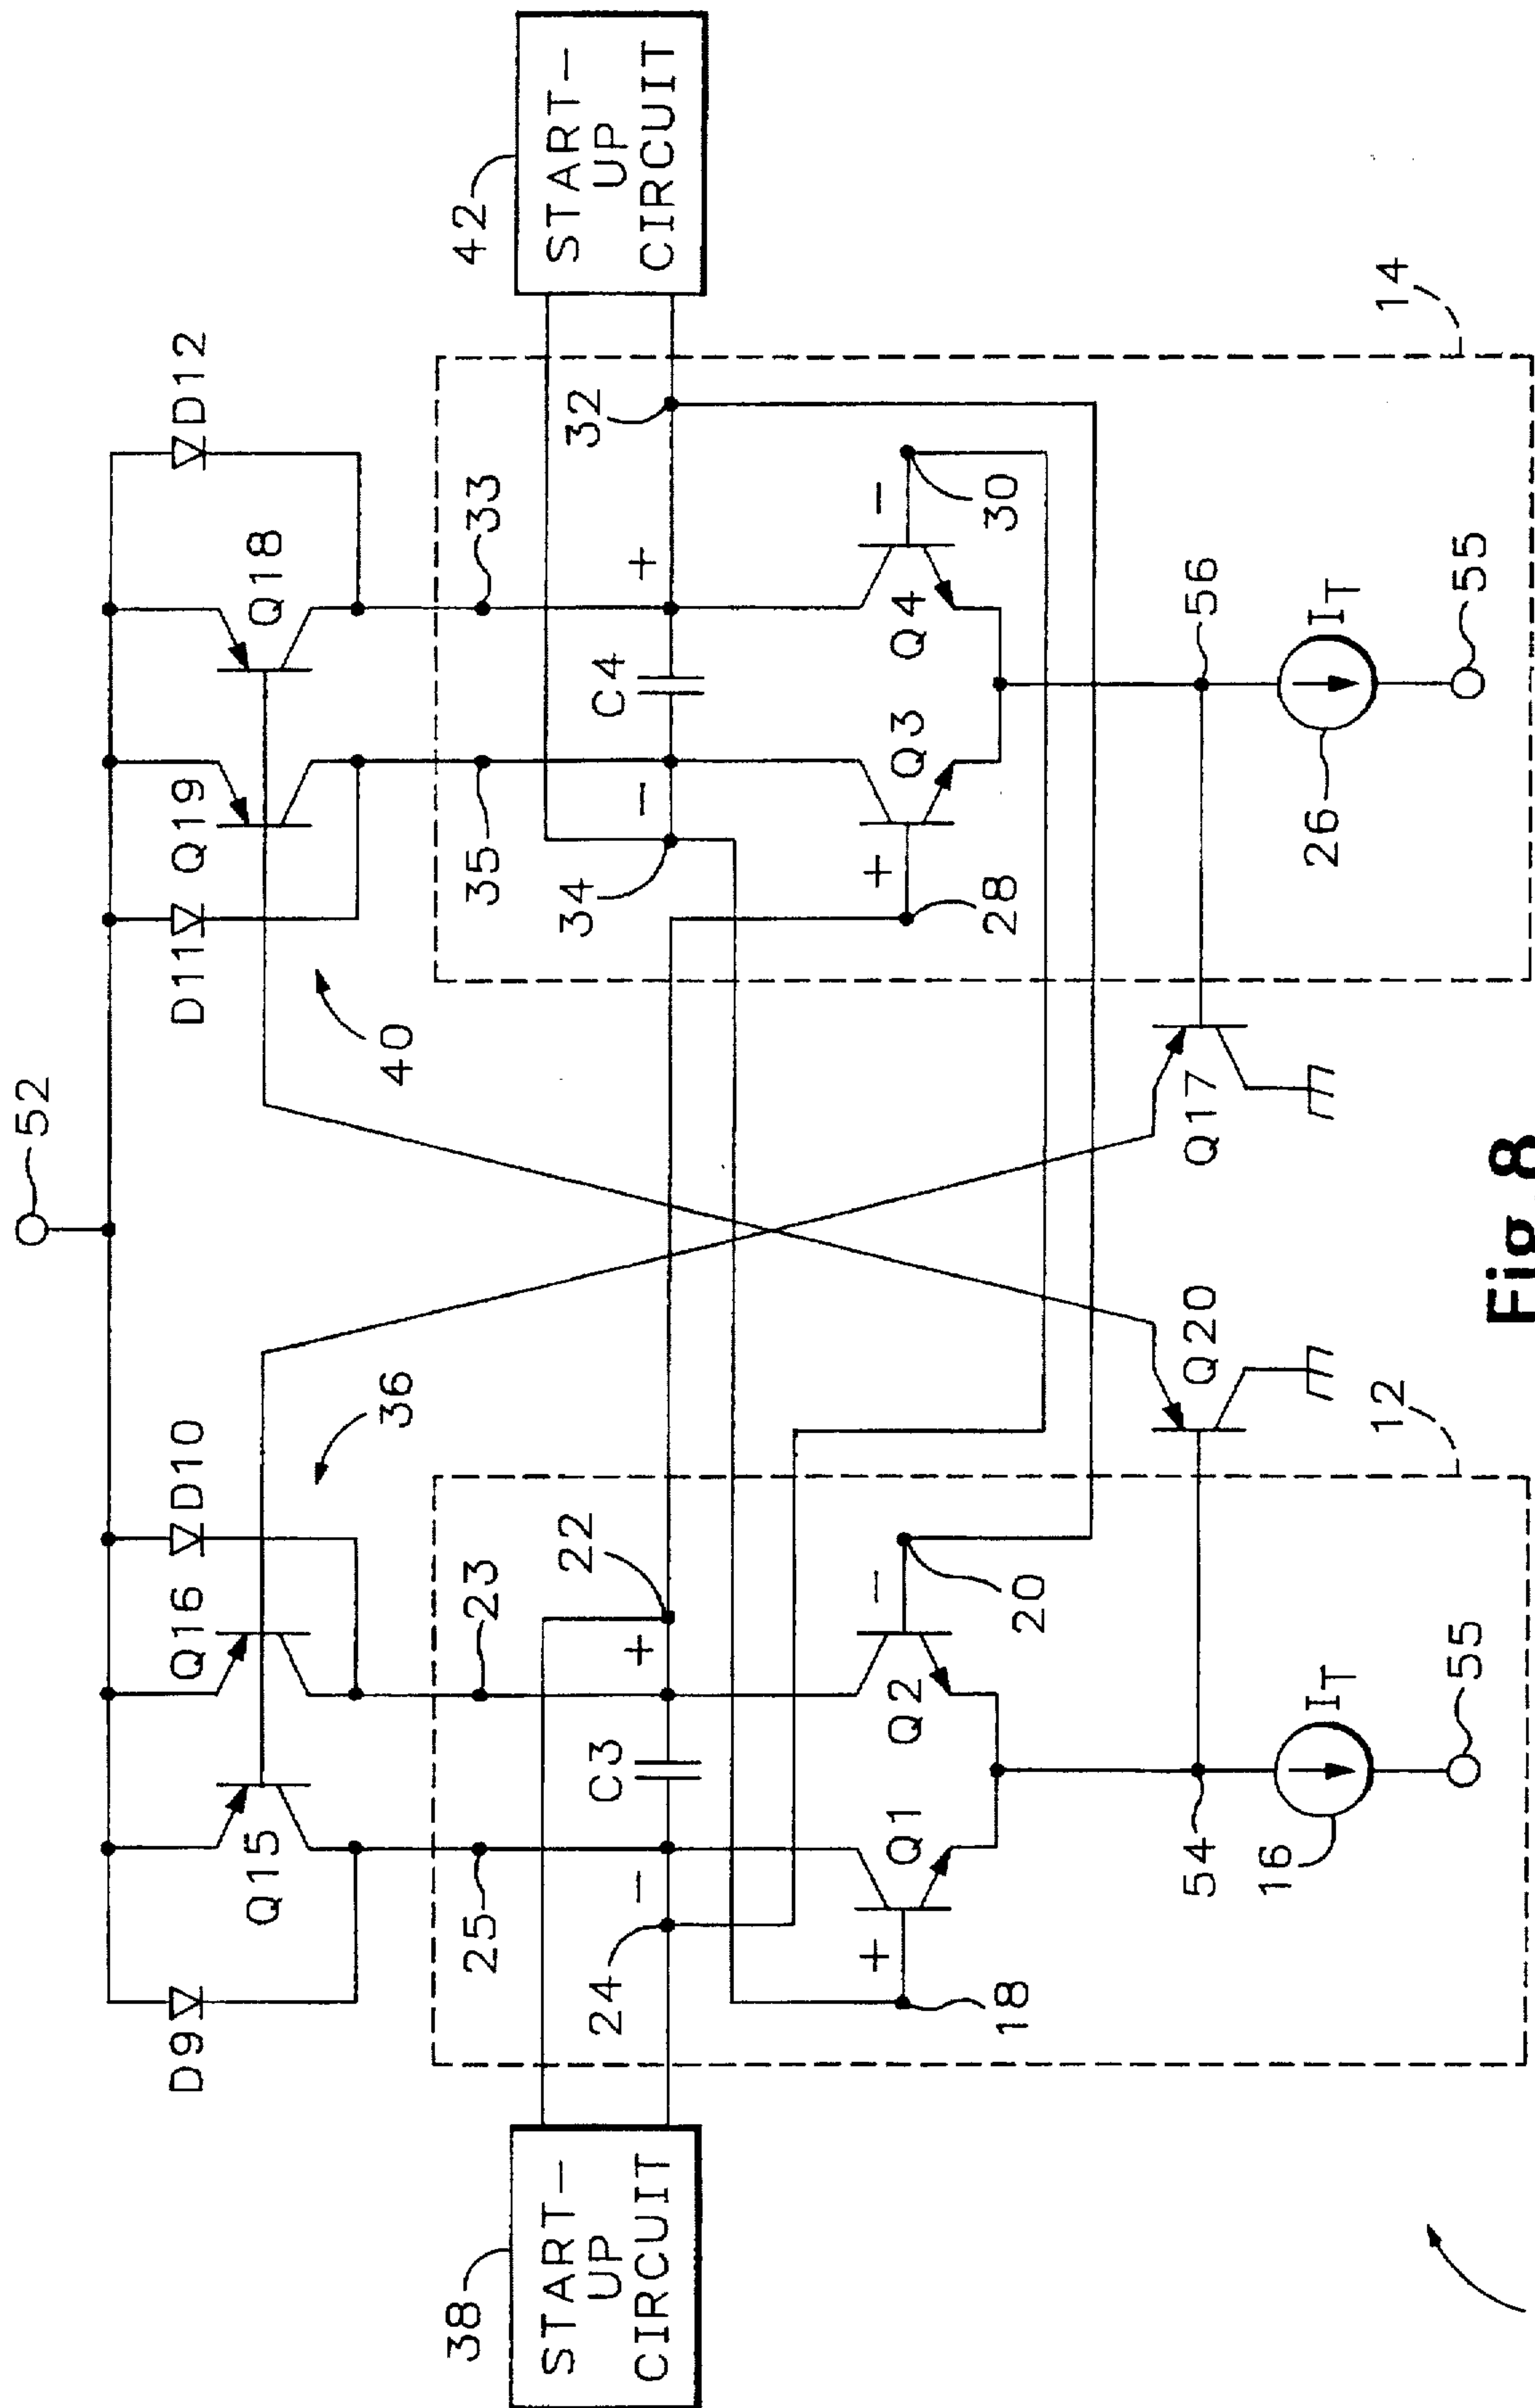 52
D9
Q15
Q16
D10
36
40
D11
Q19
Q18
D12
38
START-
UP
CIRCUIT
25
23
24
-
C3
+
22
35
33
34
-
C4
+
32
42
START-
UP
CIRCUIT
18
+
Q1
Q2
-
20
28
+
Q3
Q4
-
30
54
16
IT
55
12
Q20
Q17
56
26
IT
55
14
Fig. 8